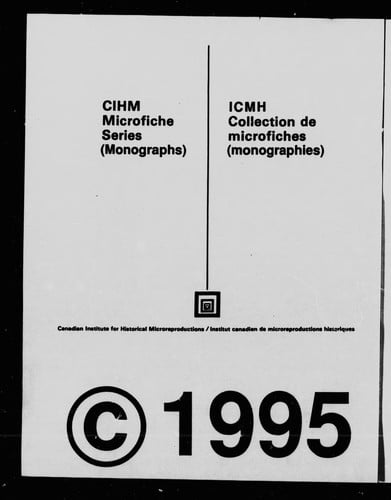 CIHM
Microfiche
Series
(Monographs)
ICMH
Collection de
microfiches
(monographies)
Canadian Institute for Historical Microreproductions / Institut canadien de microreproductions historiques
© 1995